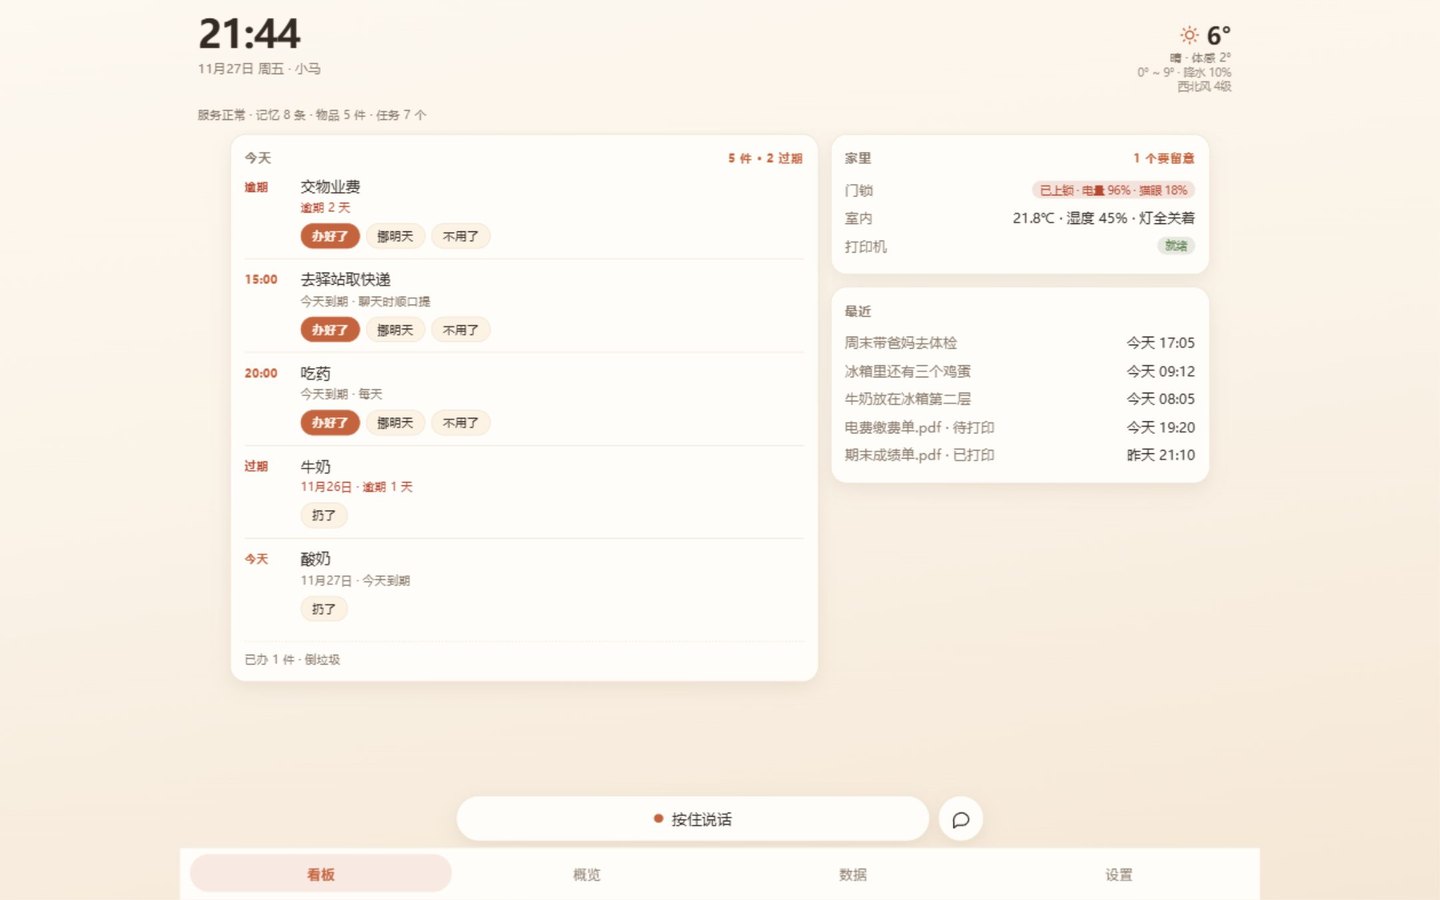 21:44
11月27日 周五 · 小马
6°
晴 · 体感 2°
0° ~ 9° · 降水 10%
西北风 4级
服务正常 · 记忆 8 条 · 物品 5 件 · 任务 7 个
今天
5 件 • 2 过期
逾期
交物业费
逾期 2 天
办好了
挪明天
不用了
15:00
去驿站取快递
今天到期 · 聊天时顺口提
办好了
挪明天
不用了
20:00
吃药
今天到期 · 每天
办好了
挪明天
不用了
过期
牛奶
11月26日 · 逾期 1 天
扔了
今天
酸奶
11月27日 · 今天到期
扔了
已办 1 件 · 倒垃圾
家里
1 个要留意
门锁
已上锁 · 电量 96% · 猫眼 18%
室内
21.8°C · 湿度 45% · 灯全关着
打印机
就绪
最近
周末带爸妈去体检
今天 17:05
冰箱里还有三个鸡蛋
今天 09:12
牛奶放在冰箱第二层
今天 08:05
电费缴费单.pdf · 待打印
今天 19:20
期末成绩单.pdf · 已打印
昨天 21:10
按住说话
看板
概览
数据
设置